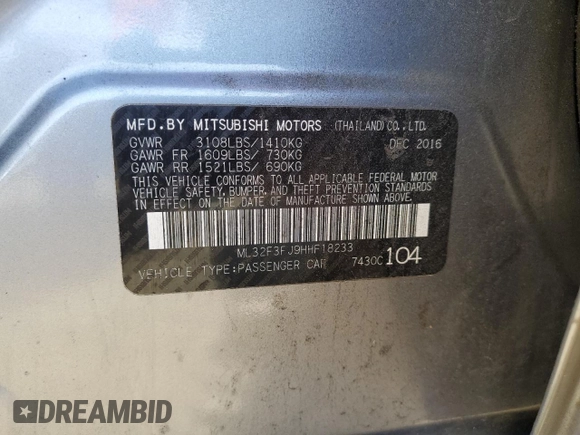 MFD.BY MITSUBISHI MOTORS (THAILAND) CO.,LTD.
GVWR 3108LBS/1410KG DEC 2016
GAWR FR 1609LBS/ 730KG
GAWR RR 1521LBS/ 690KG
THIS VEHICLE CONFORMS TO ALL APPLICABLE FEDERAL MOTOR
VEHICLE SAFETY, BUMPER, AND THEFT PREVENTION STANDARDS
IN EFFECT ON THE DATE OF MANUFACTURE SHOWN ABOVE.
ML32F3FJ9HHF18233
VEHICLE TYPE:PASSENGER CAR 7430C 104
DREAMBID